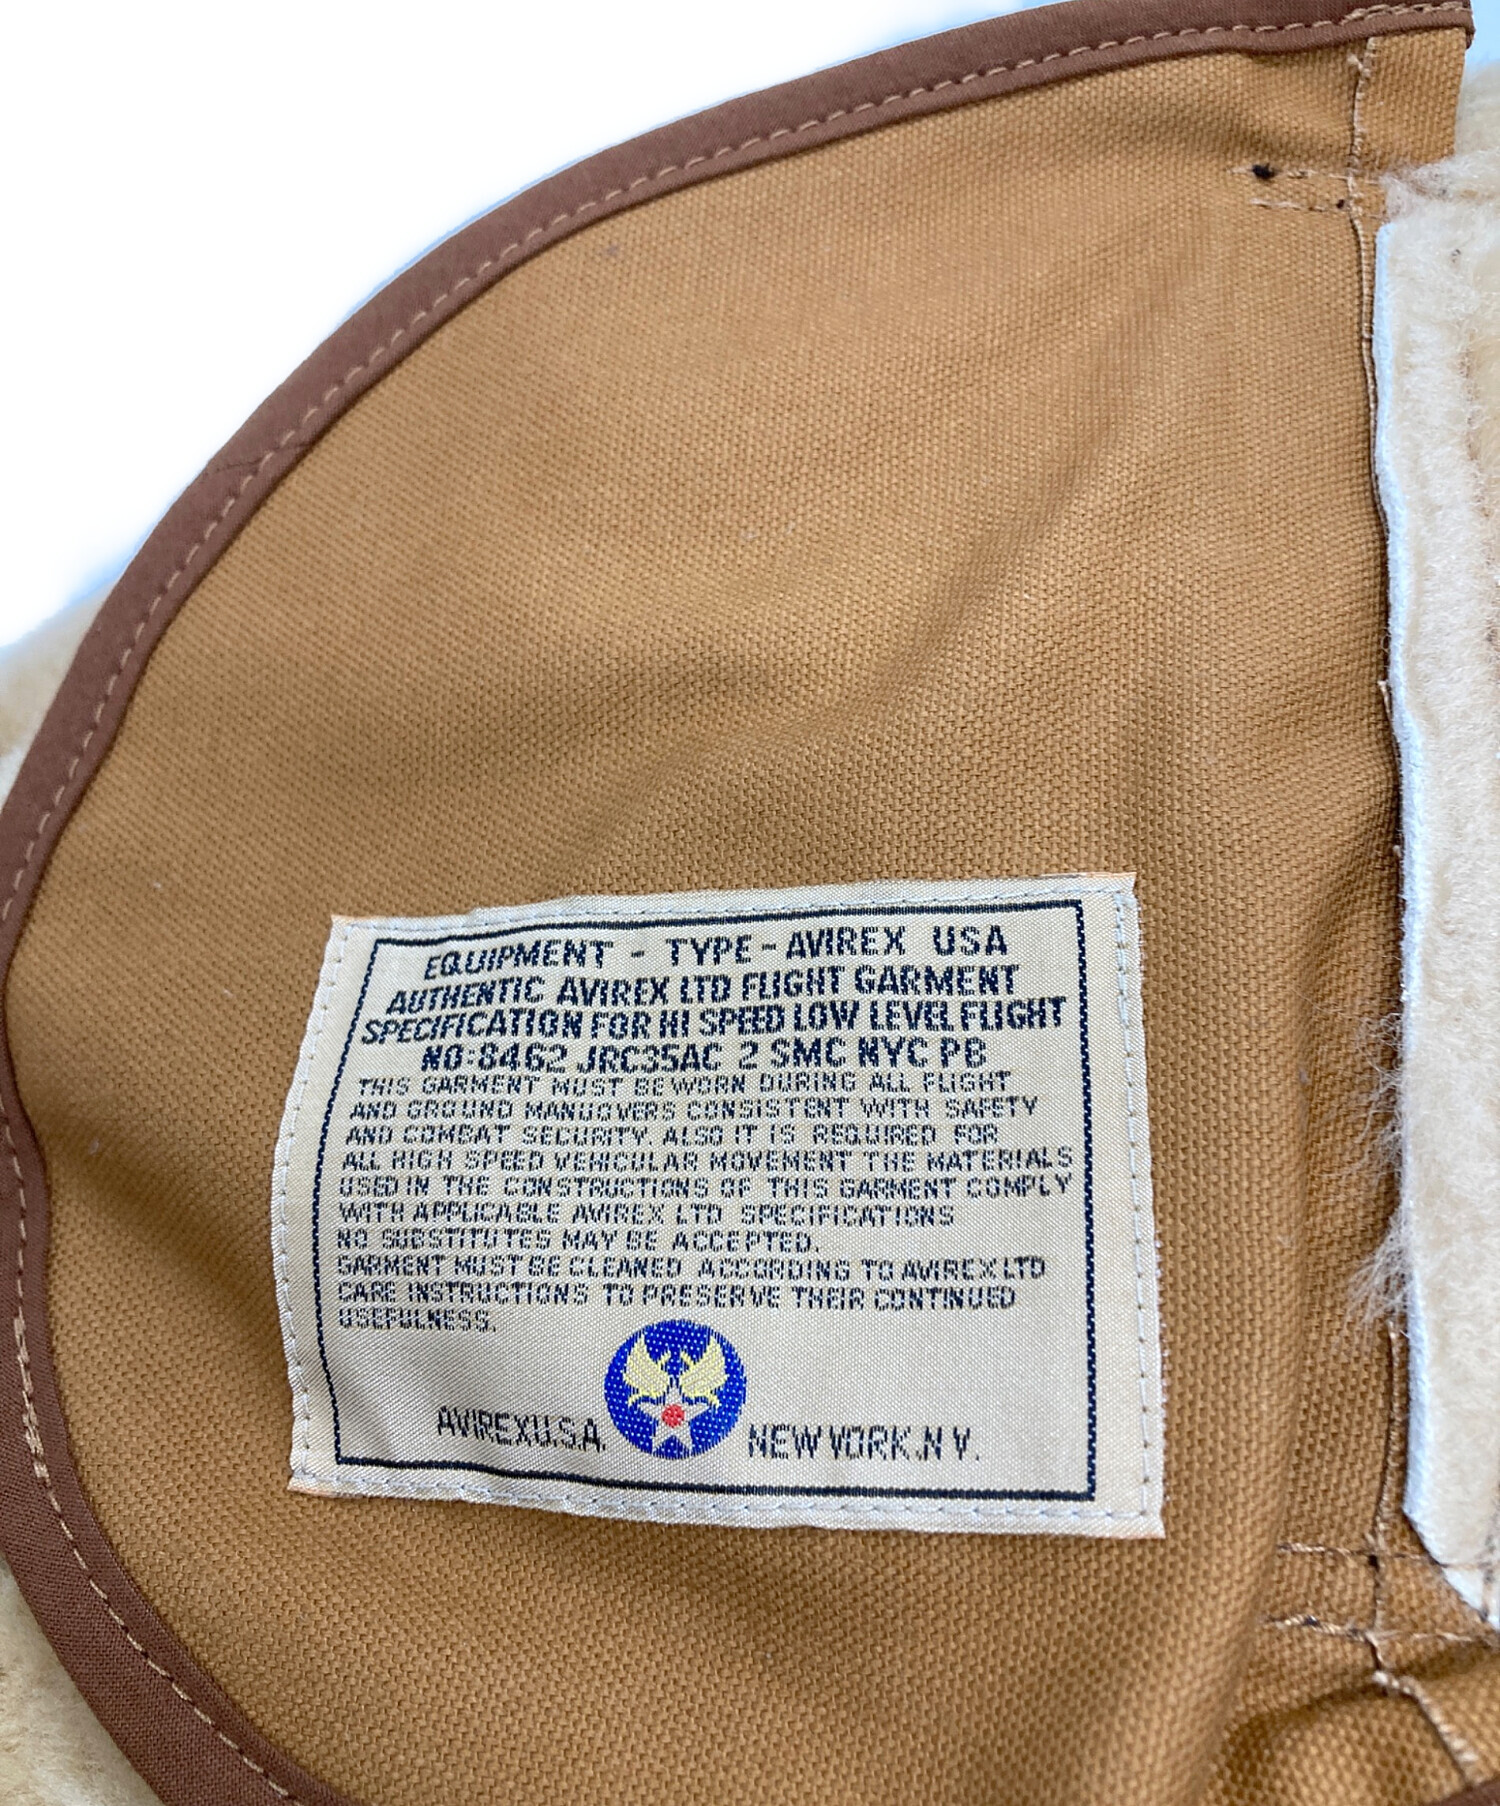 EQUIPMENT - TYPE - AVIREX USA
AUTHENTIC AVIREX LTD FLIGHT GARMENT
SPECIFICATION FOR HI SPEED LOW LEVEL FLIGHT
NO:8462 JRC35AC 2 SMC NYC PB
THIS GARMENT MUST BE WORN DURING ALL FLIGHT
AND GROUND MANUOVERS CONSISTENT WITH SAFETY
AND COMBAT SECURITY. ALSO IT IS REQUIRED FOR
ALL HIGH SPEED VEHICULAR MOVEMENT THE MATERIALS
USED IN THE CONSTRUCTIONS OF THIS GARMENT COMPLY
WITH APPLICABLE AVIREX LTD SPECIFICATIONS
NO SUBSTITUTES MAY BE ACCEPTED.
GARMENT MUST BE CLEANED ACCORDING TO AVIREX LTD
CARE INSTRUCTIONS TO PRESERVE THEIR CONTINUED
USEFULNESS.
AVIREX U.S.A. NEW YORK.N Y.